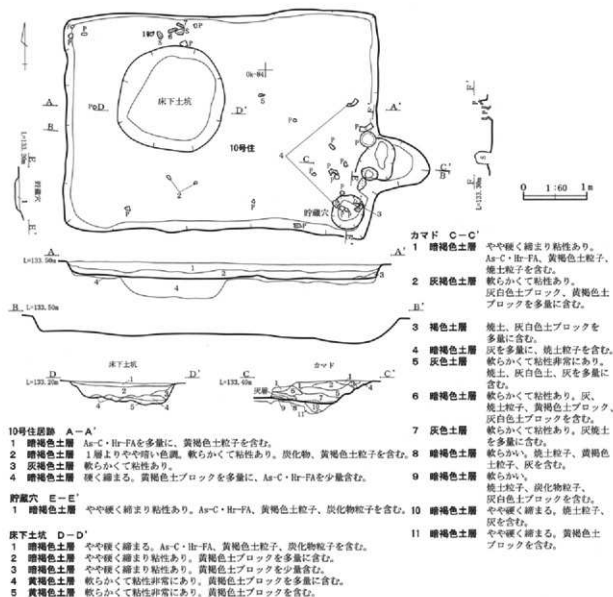 床下土坑
10号住
貯蔵穴
L=133.50m
L=133.50m
床下土坑
カマド
L=133.20m
L=133.40m
灰層
0 1:60 1m
10号住居跡 A-A'
1 暗褐色土層 As-C・Hr-FAを多量に、黄褐色土粒子を含む。
2 暗褐色土層 1層よりやや暗い色調。軟らかくて粘性あり。炭化物、黄褐色土粒子を含む。
3 灰褐色土層 軟らかくて粘性あり。
4 暗褐色土層 硬く締まる。黄褐色土ブロックを多量に、As-C・Hr-FAを少量含む。
貯蔵穴 E-E'
1 暗褐色土層 やや硬く締まり粘性あり。As-C・Hr-FA、黄褐色土粒子、炭化物粒子を含む。
床下土坑 D-D'
1 暗褐色土層 やや硬く締まる。As-C・Hr-FA、黄褐色土粒子、炭化物粒子を含む。
2 暗褐色土層 やや硬く締まり粘性あり。黄褐色土ブロックを多量に含む。
3 暗褐色土層 やや硬く締まり粘性あり。黄褐色土ブロックを少量含む。
4 黄褐色土層 軟らかくて粘性非常にあり。黄褐色土ブロックを多量に含む。
5 黄褐色土層 軟らかくて粘性非常にあり。黄褐色土ブロックを含む。
カマド C-C'
1 暗褐色土層 やや硬く締まり粘性あり。
As-C・Hr-FA、黄褐色土粒子、
焼土粒子を含む。
2 灰褐色土層 軟らかくて粘性あり。
灰白色土ブロック、黄褐色土
ブロックを多量に含む。
3 褐色土層 焼土、灰白色土ブロックを
多量に含む。
4 暗褐色土層 灰を多量に、焼土粒子を含む。
5 灰色土層 軟らかくて粘性非常にあり。
焼土、灰白色土、灰を多量に
含む。
6 暗褐色土層 軟らかくて粘性あり。灰、
焼土粒子、黄褐色土ブロック、
灰白色土ブロックを含む。
7 灰色土層 軟らかくて粘性あり。灰焼土
を多量に含む。
8 暗褐色土層 軟らかい。焼土粒子、黄褐色
土粒子、灰を含む。
9 暗褐色土層 軟らかい。
焼土粒子、炭化物粒子、
灰白色土ブロックを含む。
10 暗褐色土層 やや硬く締まる。焼土粒子、
灰を含む。
11 暗褐色土層 やや硬く締まる。黄褐色土
ブロックを含む。